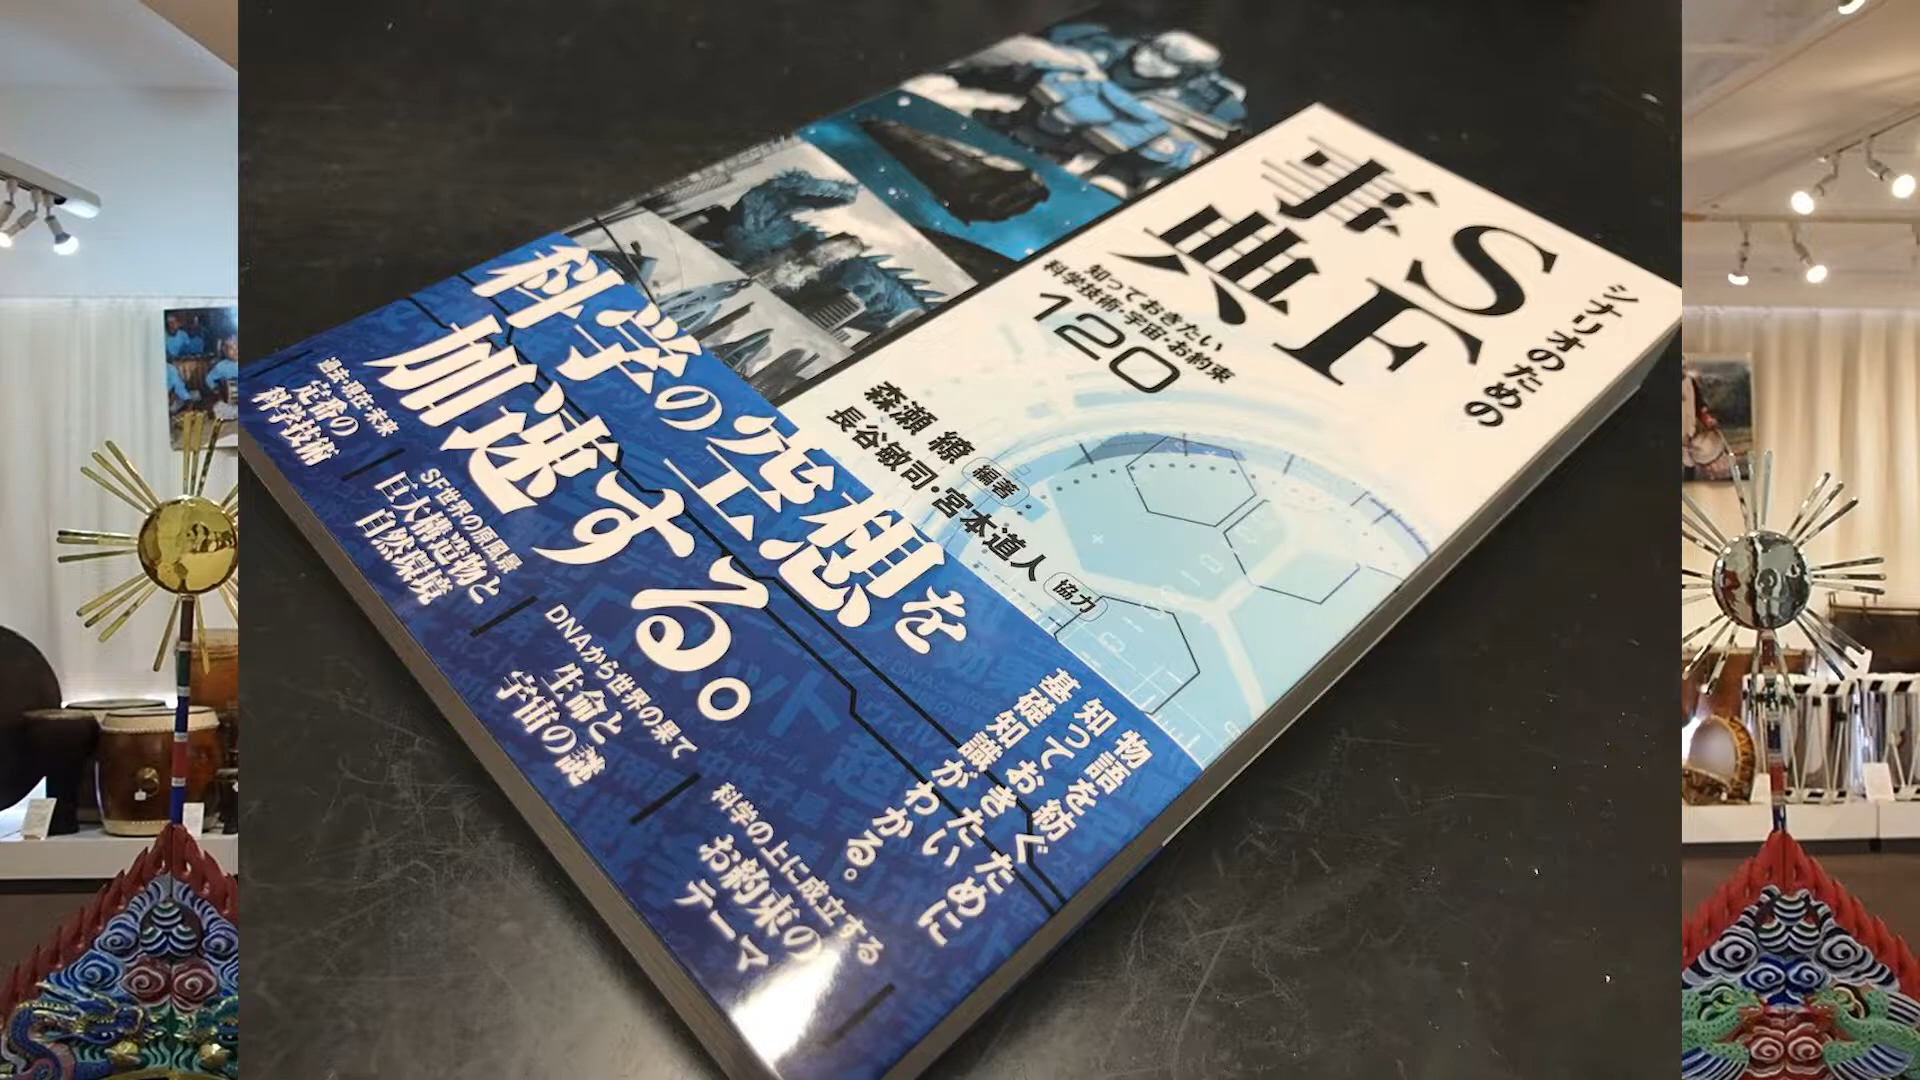 シナリオのための
SF
事典
知っておきたい
科学技術・宇宙・お約束
120
森瀬 繚 編著
長谷敏司・宮本道人 協力
科学の空想を
加速する。
物語を紡ぐために
知っておきたい
基礎知識がわかる。
過去・現在・未来
定番の
科学技術
SF世界の原風景
巨大構造物と
自然環境
DNAから世界の果て
生命と
宇宙の謎
科学の上に成立する
お約束の
テーマ